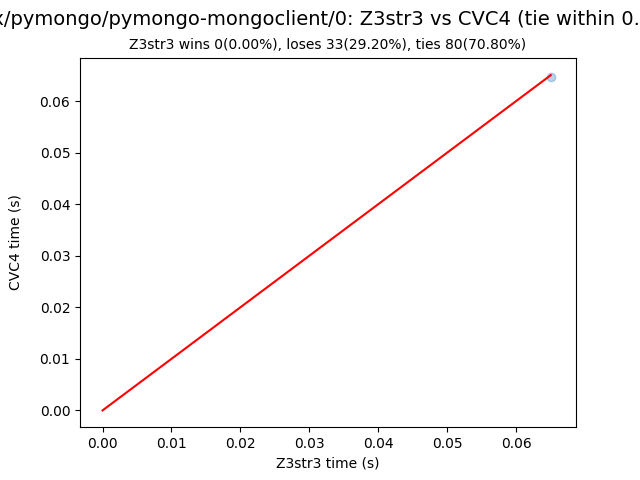 x/pymongo/pymongo-mongoclient/0: Z3str3 vs CVC4 (tie within 0.
Z3str3 wins 0(0.00%), loses 33(29.20%), ties 80(70.80%)
0.06
0.05
0.04
0.03
0.02
0.01
0.00
CVC4 time (s)
0.00 0.01 0.02 0.03 0.04 0.05 0.06
Z3str3 time (s)